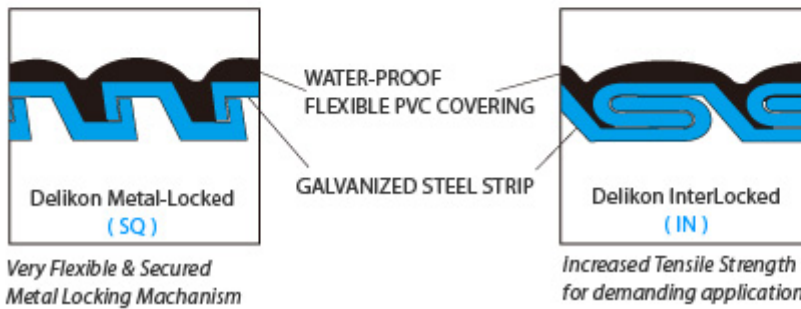 WATER-PROOF
FLEXIBLE PVC COVERING
GALVANIZED STEEL STRIP
Delikon Metal-Locked
( SQ )
Very Flexible & Secured
Metal Locking Machanism
Delikon InterLocked
( IN )
Increased Tensile Strength
for demanding application